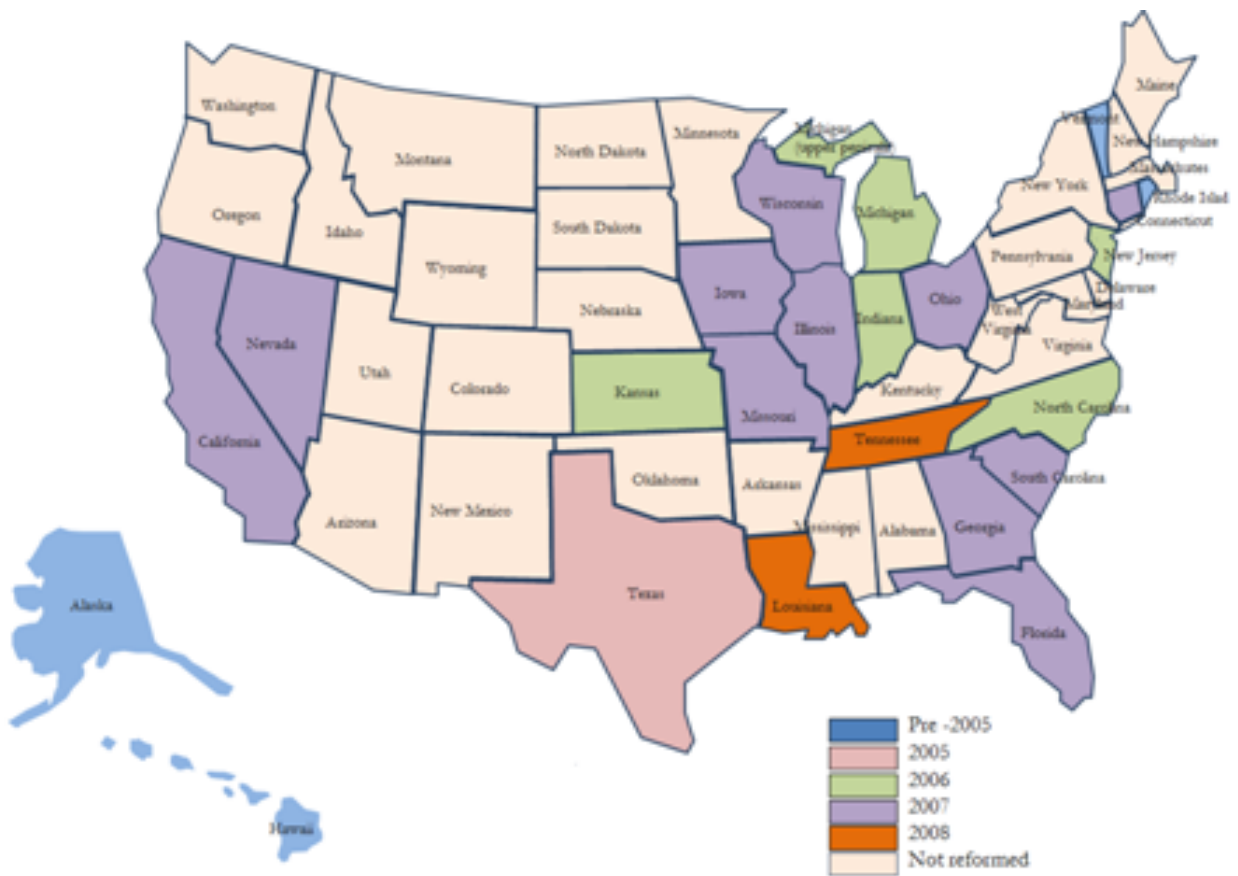 Maine
Washington
Vermont
Minnesota
Michigan
(upper
New Hampshire
North Dakota
Montana
Massachutes
New York
Rhode Islad
Wisconsin
Michigan
Oregon
Connecticut
South Dakota
Idaho
New Jersey
Pennsylvania
Wyoming
Delaware
Iowa
Ohio
Maryland
Nebraska
West
Virginia
Indiana
Illinois
Nevada
Virginia
Utah
Colorado
Kansas
Kentucky
North Carolina
Missouri
California
Tennessee
Oklahoma
South Carolina
Arkansas
New Mexico
Arizona
Mississippi
Alabama
Georgia
Texas
Alaska
Louisiana
Florida
Hawaii
Pre -2005
2005
2006
2007
2008
Not reformed